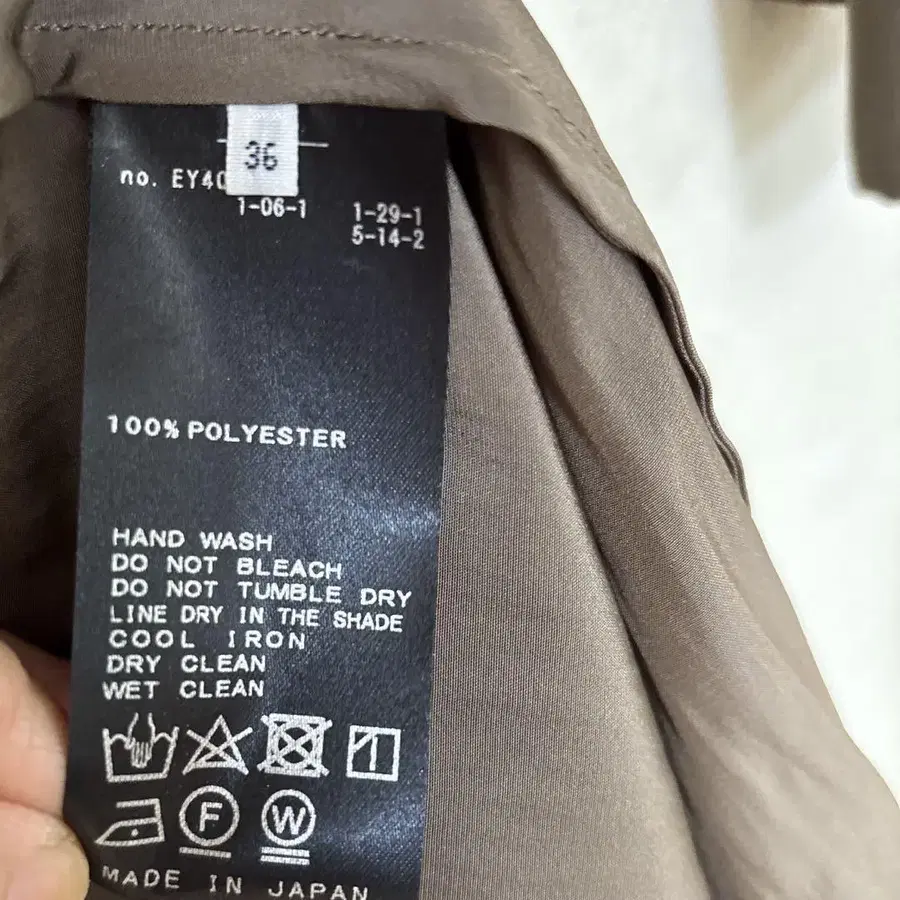 36
no. EY40
1-06-1 1-29-1
5-14-2
100% POLYESTER
HAND WASH
DO NOT BLEACH
DO NOT TUMBLE DRY
LINE DRY IN THE SHADE
COOL IRON
DRY CLEAN
WET CLEAN
F W
MADE IN JAPAN